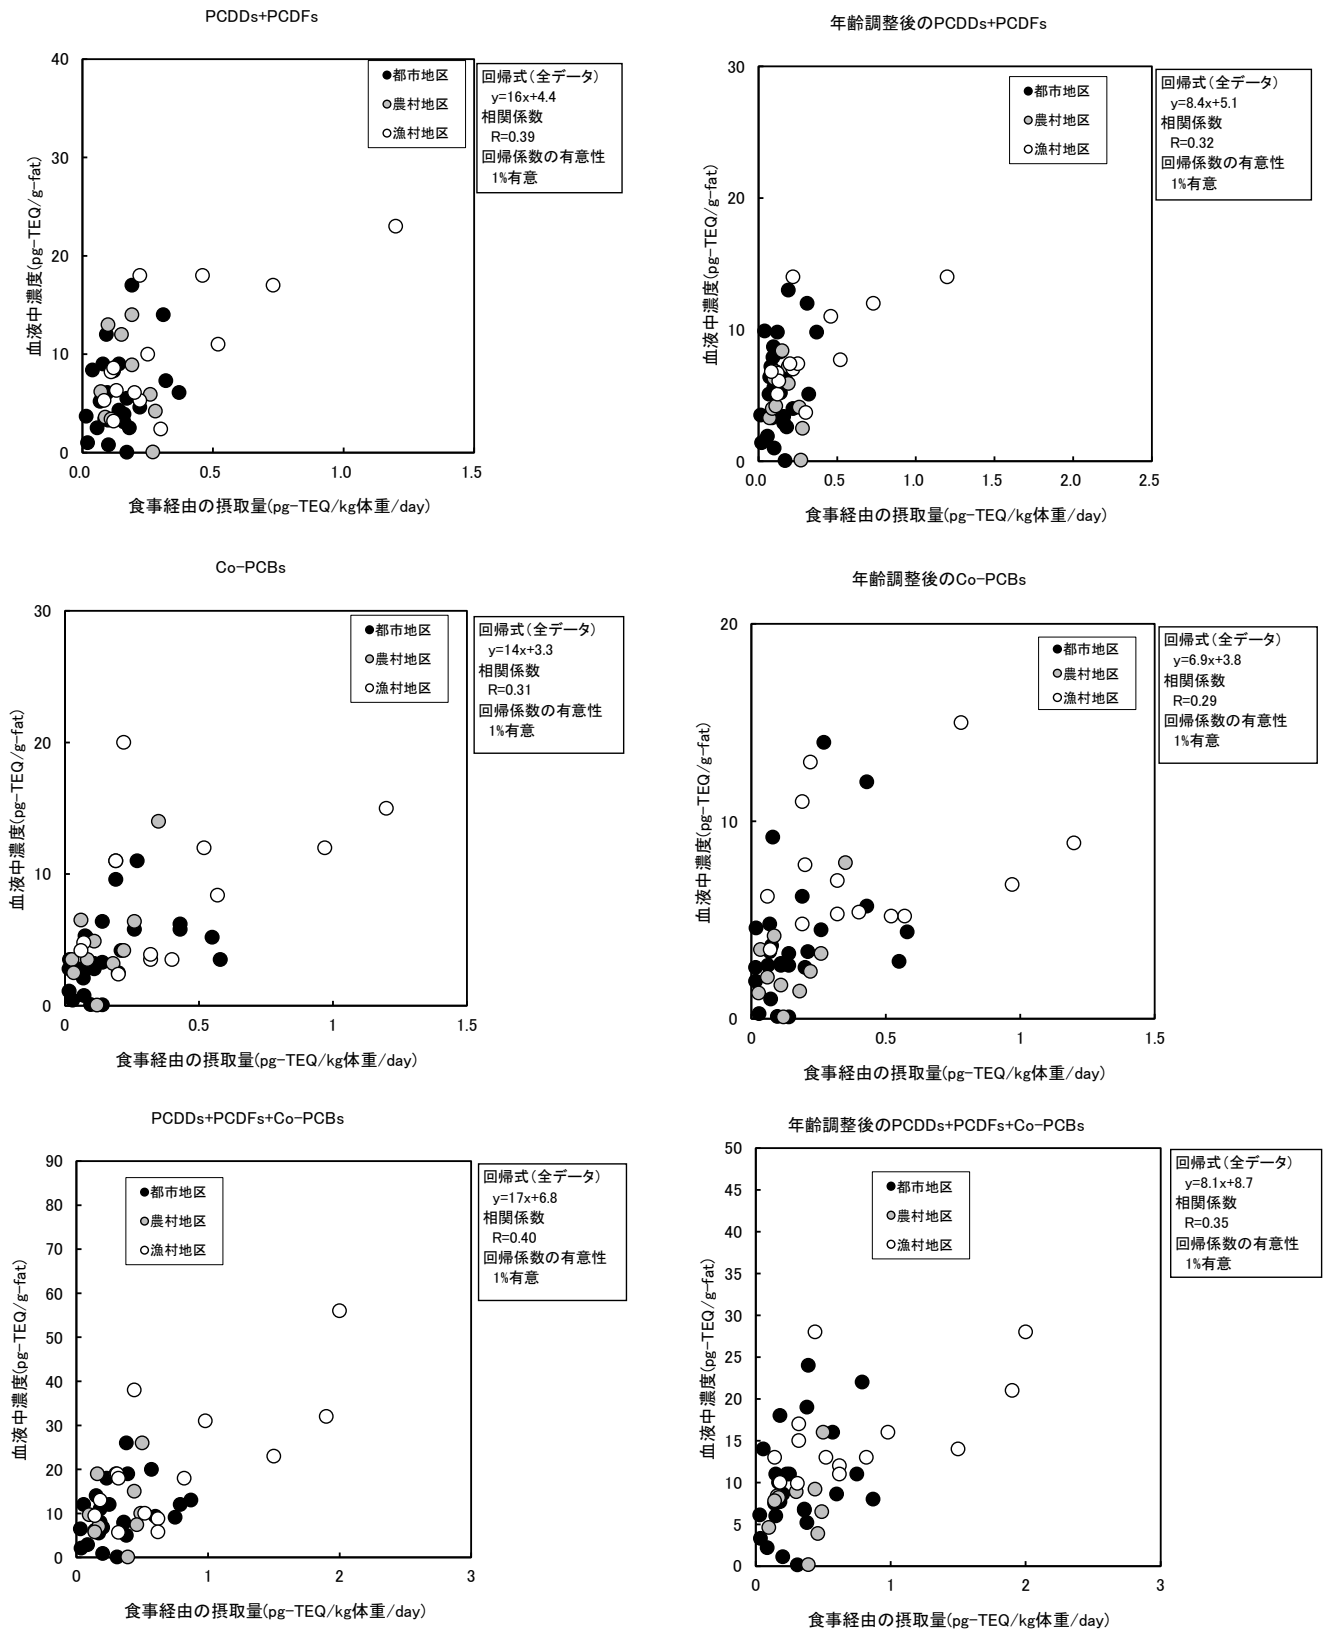 PCDDs+PCDFs
40
30
20
10
0
0.0
0.5
1.0
1.5
血液中濃度(pg-TEQ/g-fat)
食事経由の摂取量(pg-TEQ/kg体重/day)
●都市地区
農村地区
○漁村地区
回帰式(全データ)
y=16x+4.4
相関係数
R=0.39
回帰係数の有意性
1%有意
年齢調整後のPCDDs+PCDFs
30
20
10
0
0.0
0.5
1.0
1.5
2.0
2.5
血液中濃度(pg-TEQ/g-fat)
食事経由の摂取量(pg-TEQ/kg体重/day)
●都市地区
農村地区
○漁村地区
回帰式(全データ)
y=8.4x+5.1
相関係数
R=0.32
回帰係数の有意性
1%有意
Co-PCBs
30
20
10
0
0
0.5
1
1.5
血液中濃度(pg-TEQ/g-fat)
食事経由の摂取量(pg-TEQ/kg体重/day)
●都市地区
農村地区
○漁村地区
回帰式(全データ)
y=14x+3.3
相関係数
R=0.31
回帰係数の有意性
1%有意
年齢調整後のCo-PCBs
20
10
0
0
0.5
1
1.5
血液中濃度(pg-TEQ/g-fat)
食事経由の摂取量(pg-TEQ/kg体重/day)
●都市地区
農村地区
○漁村地区
回帰式(全データ)
y=6.9x+3.8
相関係数
R=0.29
回帰係数の有意性
1%有意
PCDDs+PCDFs+Co-PCBs
90
80
70
60
50
40
30
20
10
0
0
1
2
3
血液中濃度(pg-TEQ/g-fat)
食事経由の摂取量(pg-TEQ/kg体重/day)
●都市地区
農村地区
○漁村地区
回帰式(全データ)
y=17x+6.8
相関係数
R=0.40
回帰係数の有意性
1%有意
年齢調整後のPCDDs+PCDFs+Co-PCBs
50
45
40
35
30
25
20
15
10
5
0
0
1
2
3
血液中濃度(pg-TEQ/g-fat)
食事経由の摂取量(pg-TEQ/kg体重/day)
●都市地区
農村地区
○漁村地区
回帰式(全データ)
y=8.1x+8.7
相関係数
R=0.35
回帰係数の有意性
1%有意